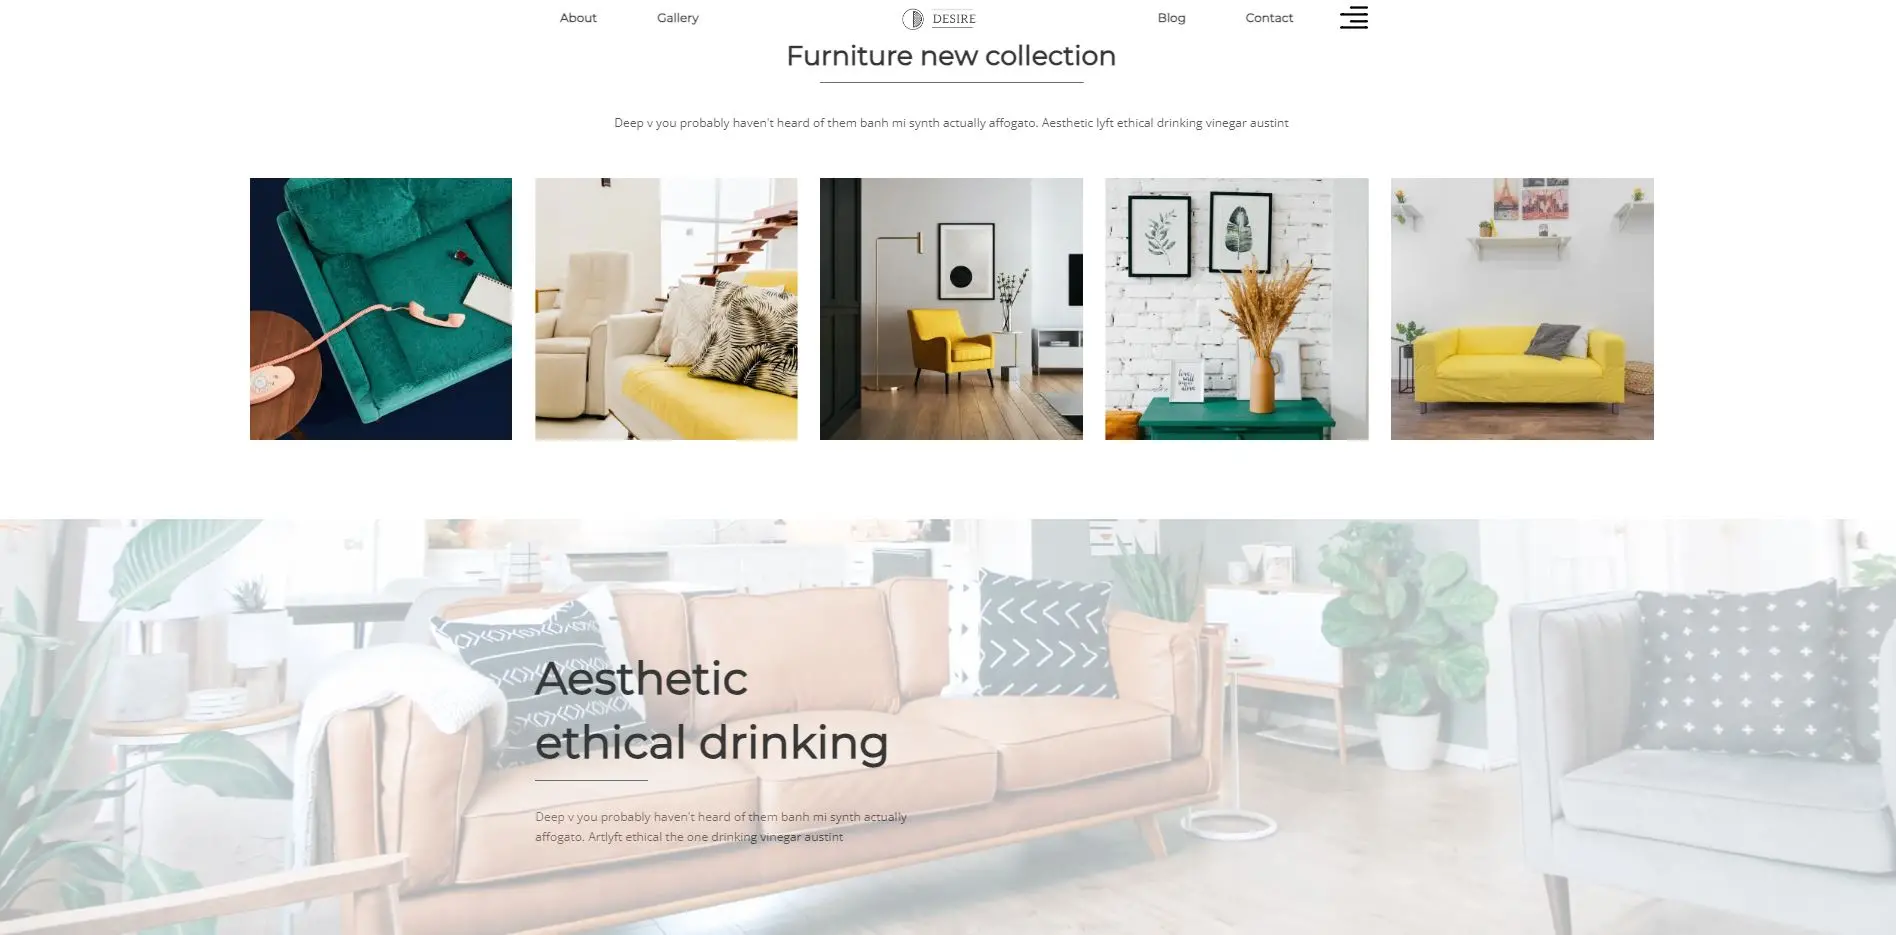 About Gallery DESIRE Blog Contact
Furniture new collection
Deep v you probably haven't heard of them banh mi synth actually affogato. Aesthetic lyft ethical drinking vinegar austint
Aesthetic
ethical drinking
Deep v you probably haven't heard of them banh mi synth actually
affogato. Artlyft ethical the one drinking vinegar austint